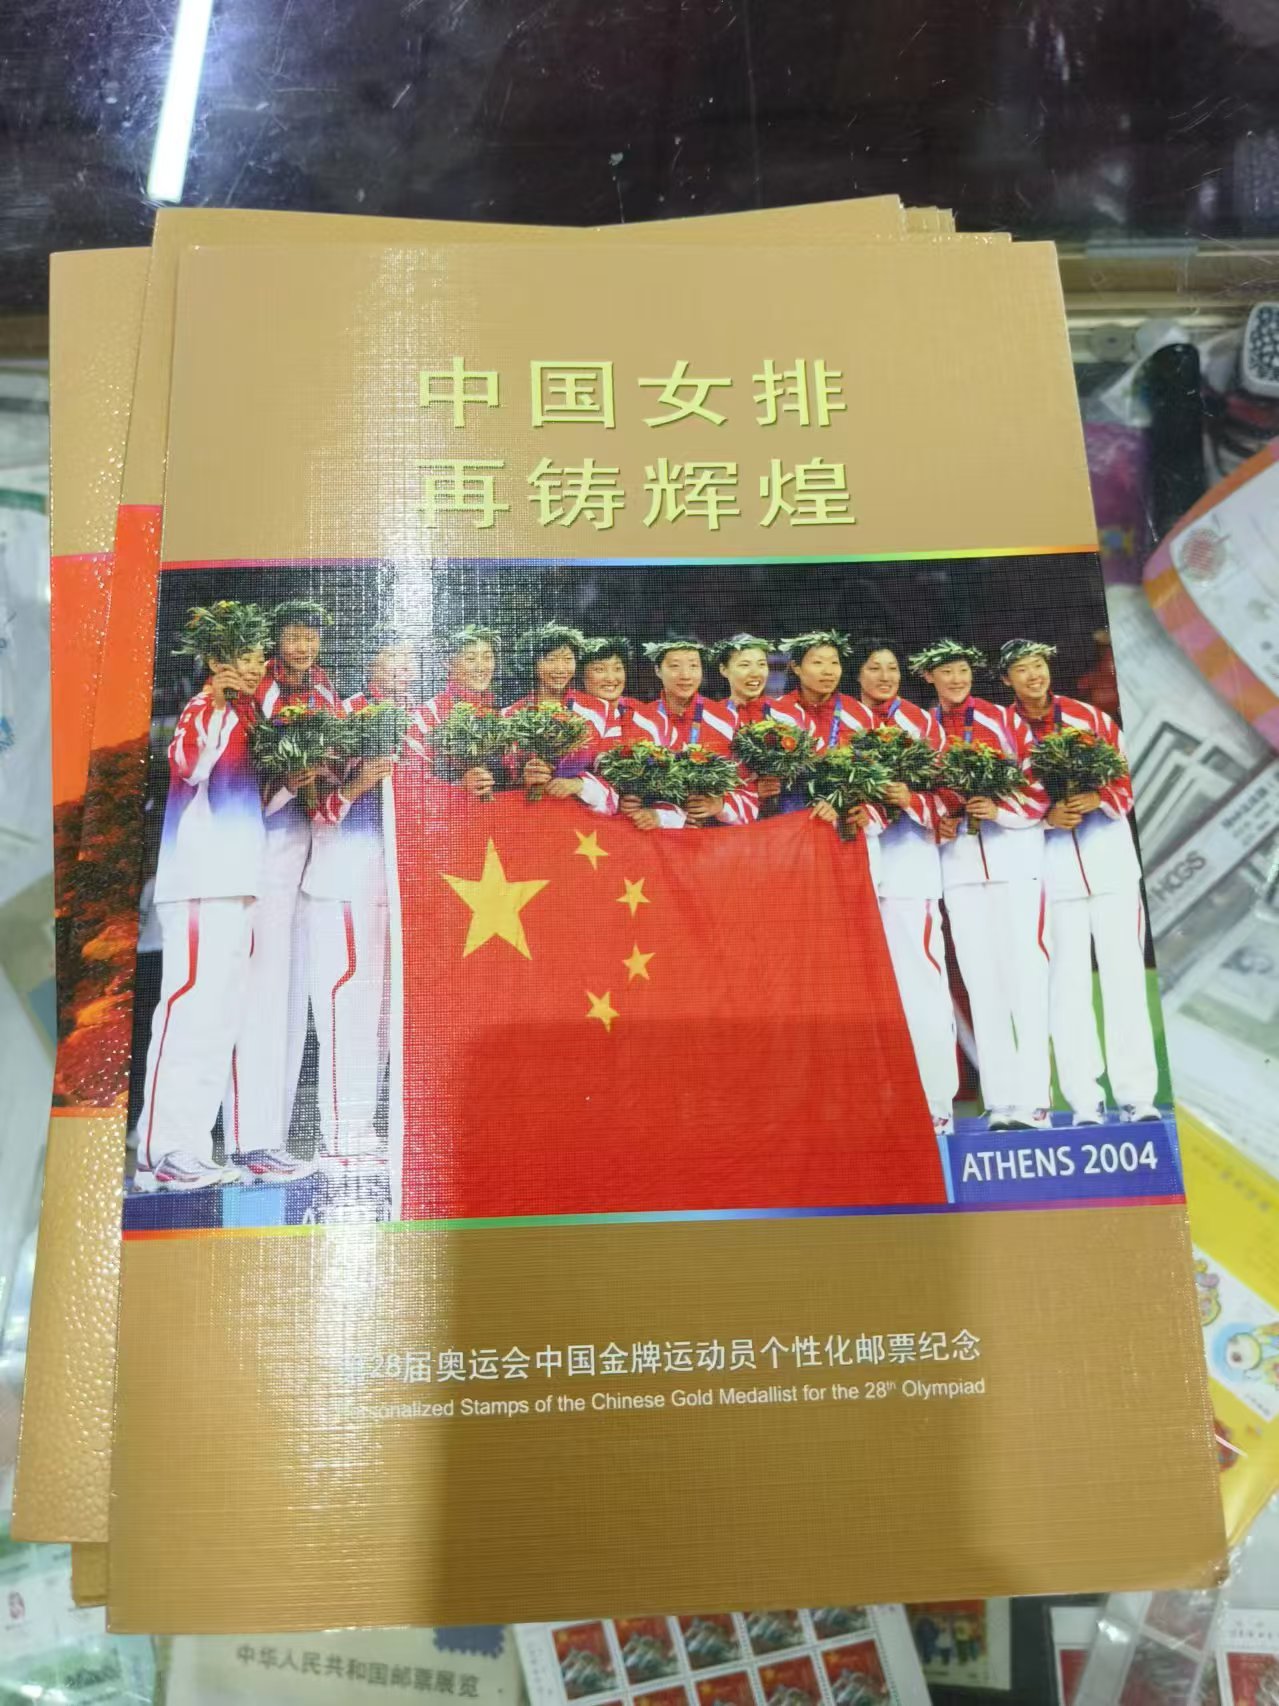 中国女排
再铸辉煌
ATHENS 2004
28届奥运会中国金牌运动员个性化邮票纪念
Stamps of the Chinese Gold Medallist for the 28th Olympiad
HCGS
中华人民共和国邮票展览